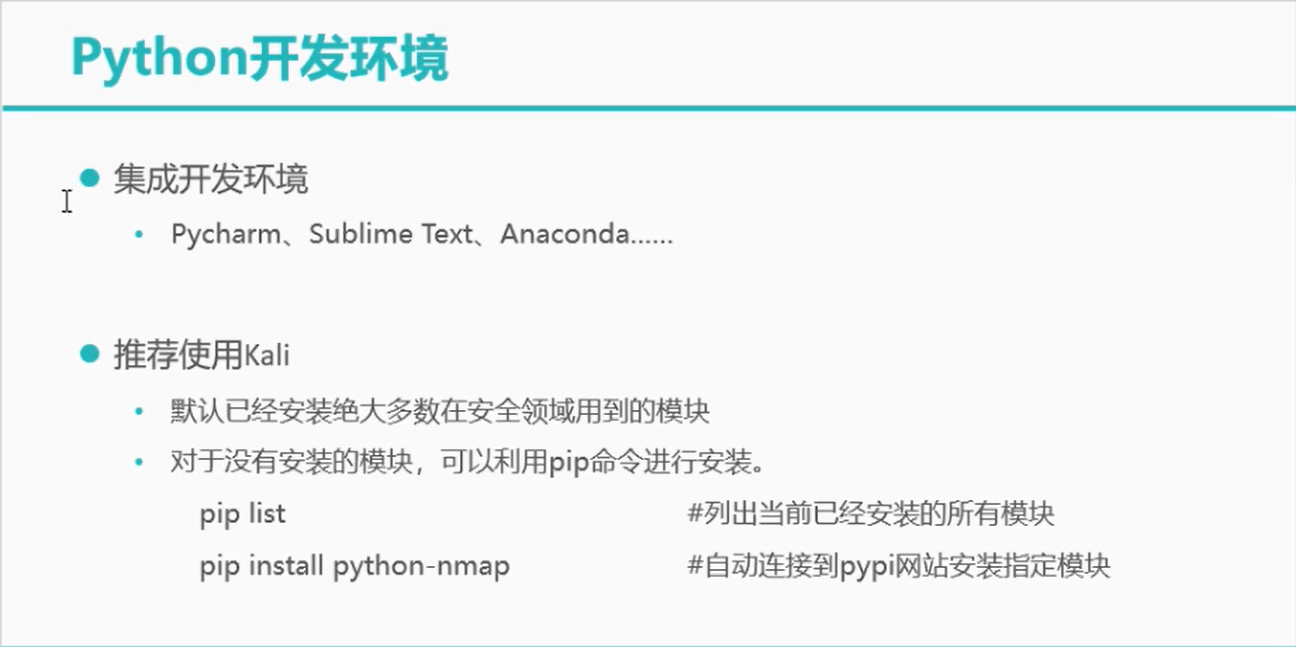 Python开发环境
集成开发环境
Pycharm、Sublime Text、Anaconda......
推荐使用Kali
默认已经安装绝大多数在安全领域用到的模块
对于没有安装的模块，可以利用pip命令进行安装。
pip list #列出当前已经安装的所有模块
pip install python-nmap #自动连接到pypi网站安装指定模块